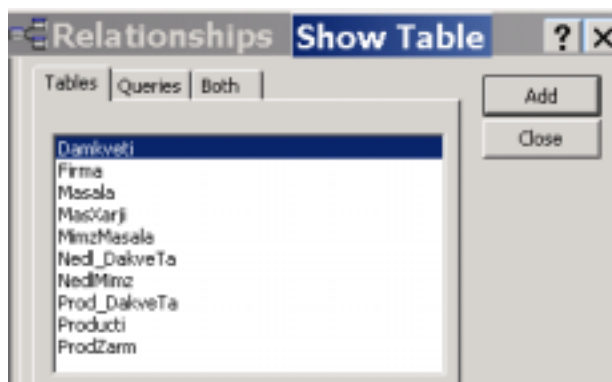 Relationships Show Table ? X
Tables Queries Both
Add
Close
Damkveti
Firma
Masala
MasXarji
MimzMasala
Nedl_DakveTa
NedlMimz
Prod_DakveTa
Producti
ProdZarm